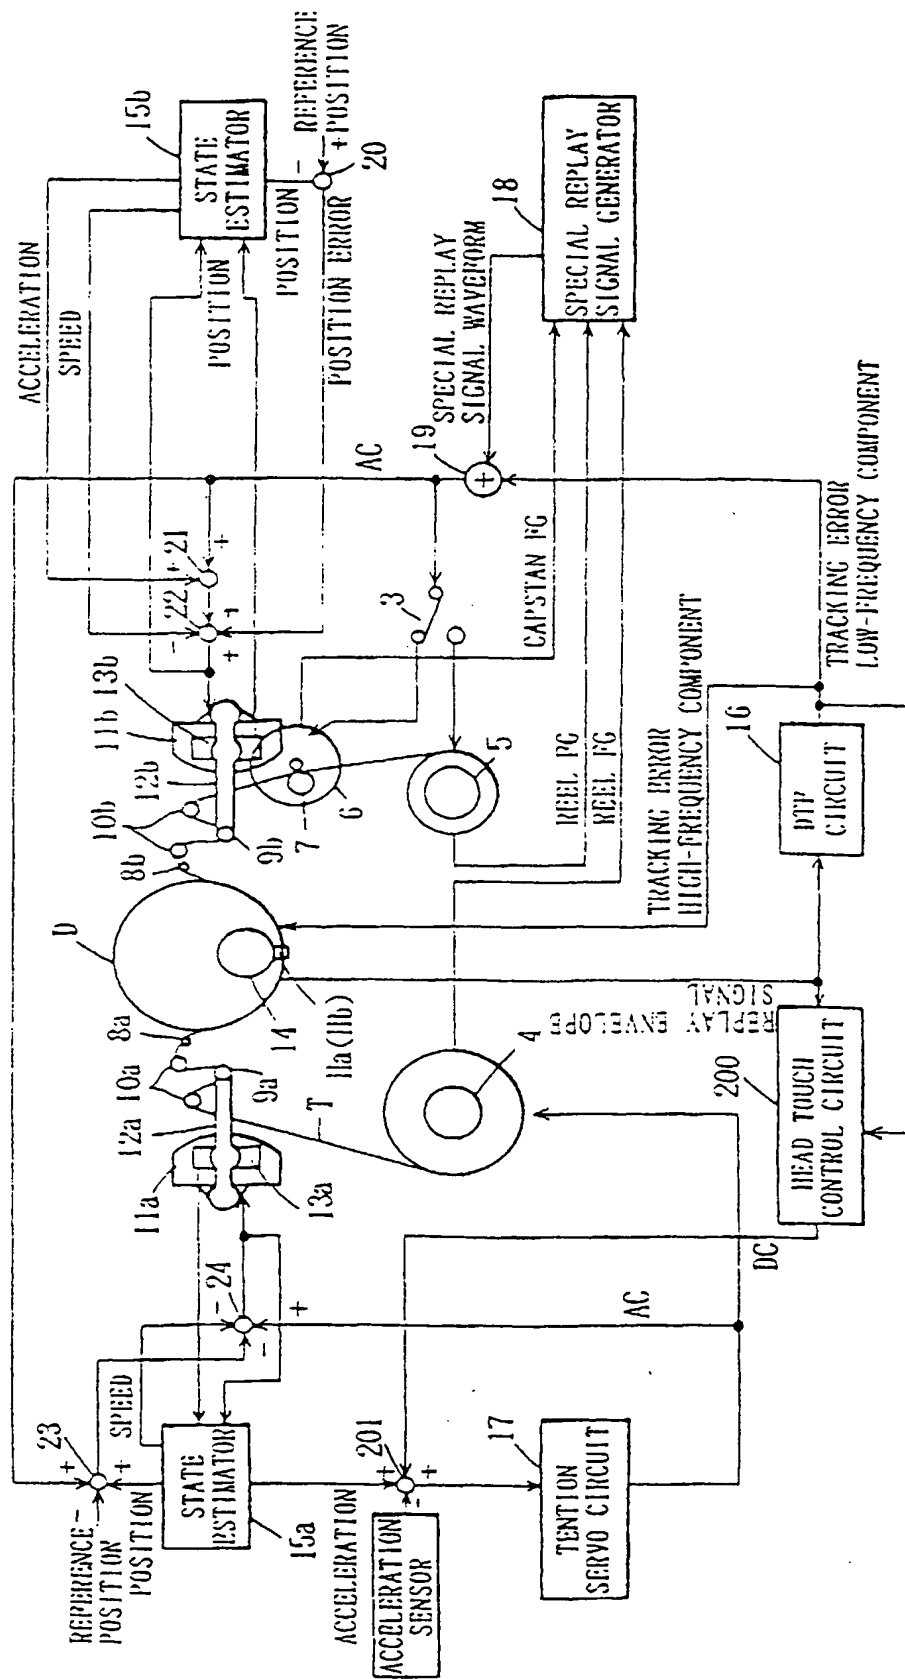 REFERENCE
POSITION
POSITION
23
SPEED
STATE
ESTIMATOR
15a
ACCELERATION
ACCELERATION
SENSOR
201
17
TENTION
SERVO CIRCUIT
24
AC
DC
11a
12a
13a
10a
9a
8a
T
4
D
14
11a(11b)
REPLAY ENVELOPE
SIGNAL
200
HEAD TOUCH
CONTROL CIRCUIT
8b
10b
9b
12b
11b
13b
7
6
5
3
22
21
ACCELERATION
SPEED
POSITION
STATE
ESTIMATOR
15b
POSITION
POSITION ERROR
REFERENCE
POSITION
20
AC
19
SPECIAL REPLAY
SIGNAL WAVEFORM
18
SPECIAL REPLAY
SIGNAL GENERATOR
CAPSTAN FG
REEL FG
REEL FG
TRACKING ERROR
HIGH-FREQUENCY COMPONENT
16
DTF
CIRCUIT
TRACKING ERROR
LOW-FREQUENCY COMPONENT